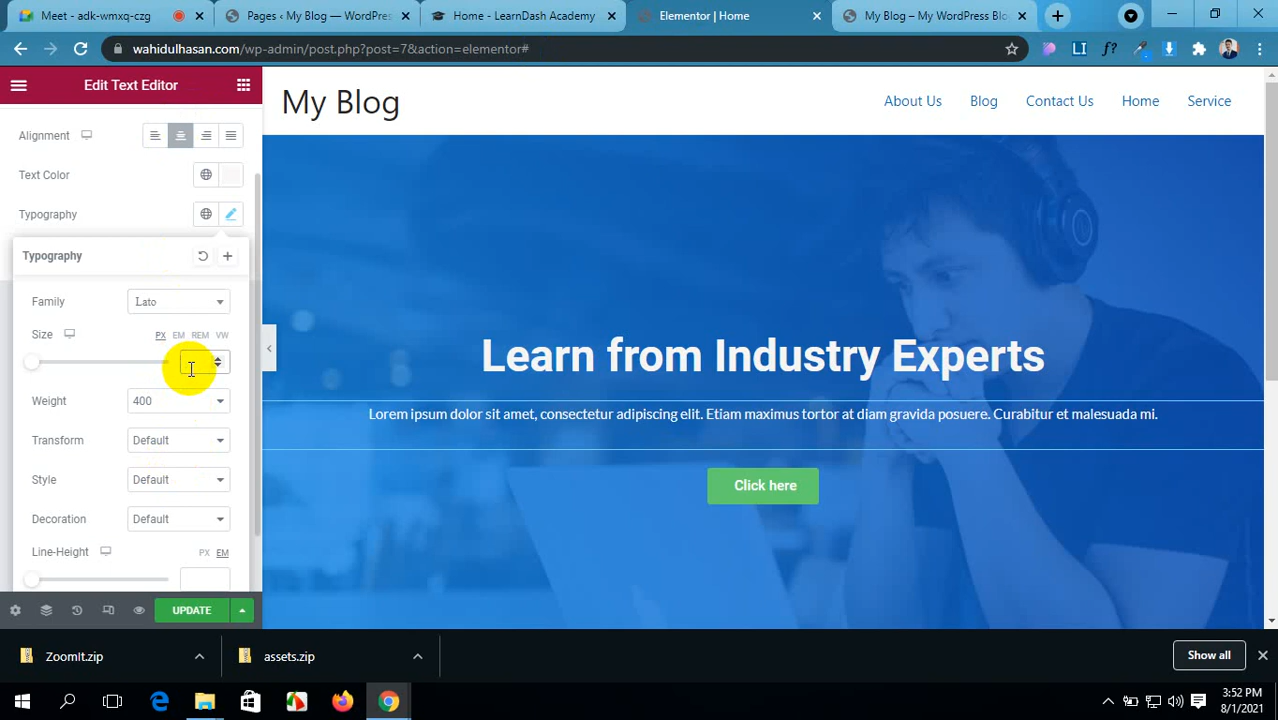 Meet - adk-wmxq-czg
Pages ‹ My Blog — WordPres
Home - LearnDash Academy
Elementor | Home
My Blog – My WordPress Blo
wahidulhasan.com/wp-admin/post.php?post=7&action=elementor#
Edit Text Editor
My Blog
About Us
Blog
Contact Us
Home
Service
Alignment
Text Color
Typography
Typography
Family
Lato
Size
PX
EM
REM
VW
Weight
400
Transform
Default
Style
Default
Decoration
Default
Line-Height
PX
EM
UPDATE
Learn from Industry Experts
Lorem ipsum dolor sit amet, consectetur adipiscing elit. Etiam maximus tortor at diam gravida posuere. Curabitur et malesuada mi.
Click here
ZoomIt.zip
assets.zip
Show all
3:52 PM
8/1/2021